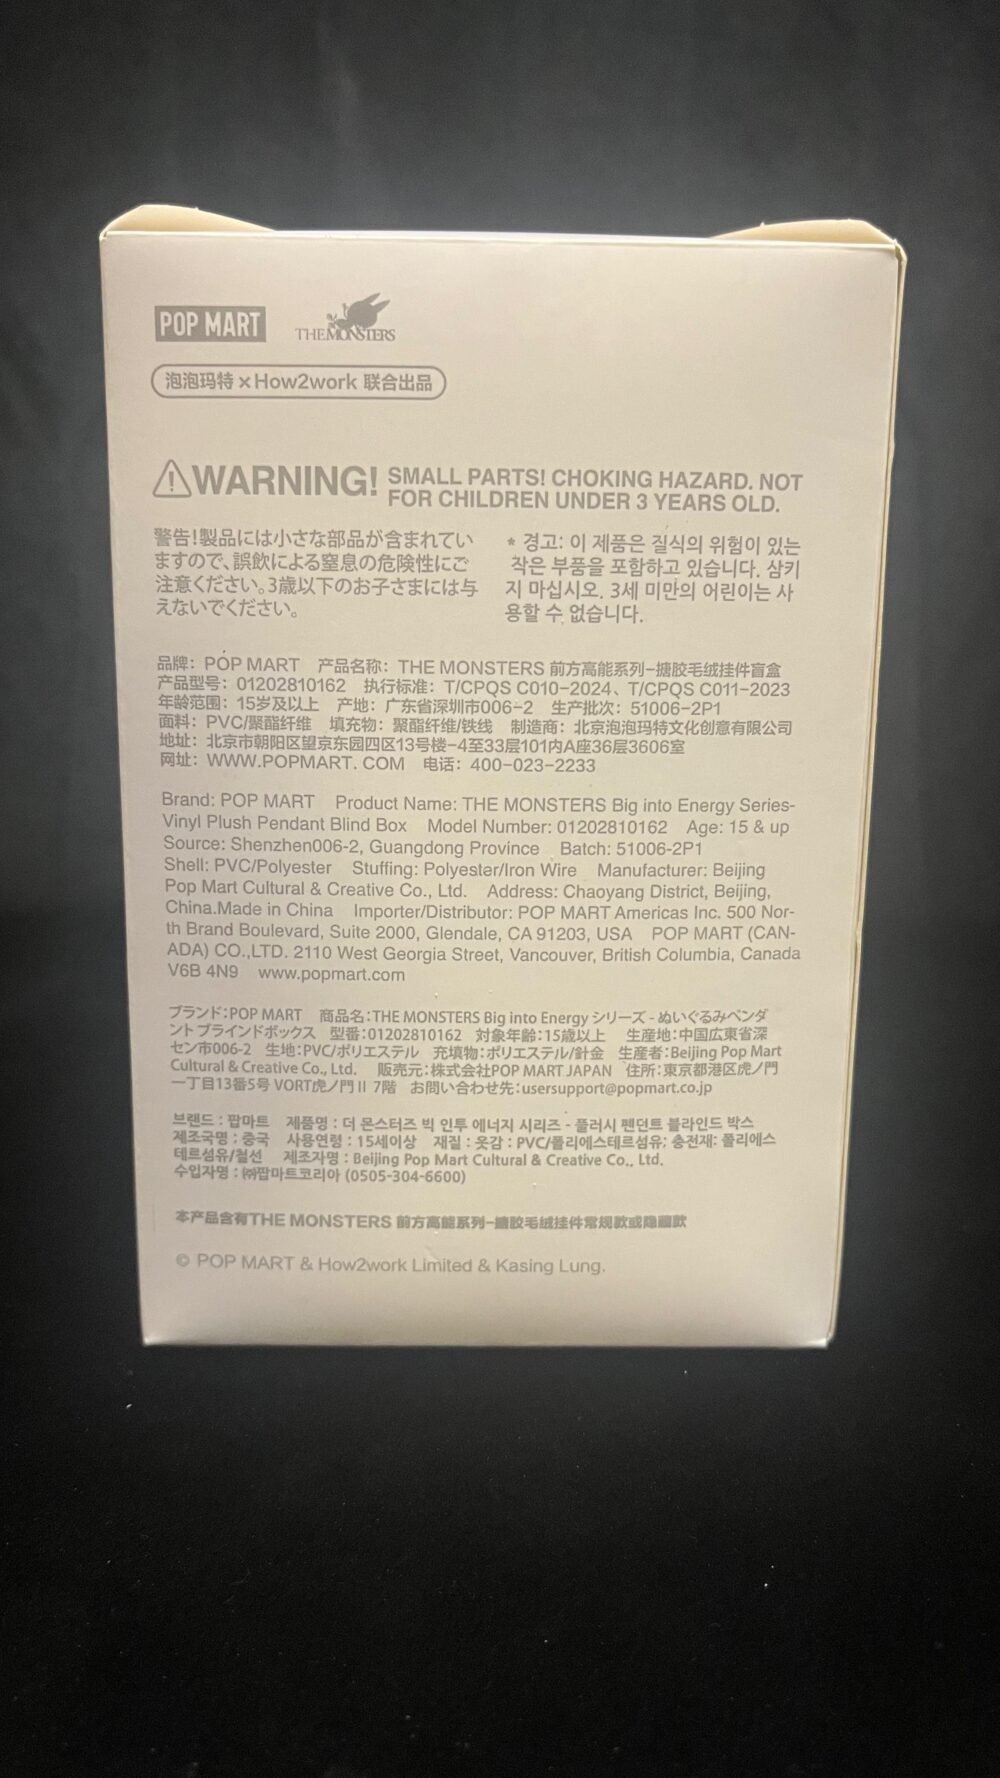 POP MART
THE MONSTERS
泡泡玛特×How2work 联合出品
WARNING! SMALL PARTS! CHOKING HAZARD. NOT
FOR CHILDREN UNDER 3 YEARS OLD.
警告!製品には小さな部品が含まれてい
ますので、誤飲による窒息の危険性にご
注意ください。3歳以下のお子さまには与
えないでください。
* 경고: 이 제품은 질식의 위험이 있는
작은 부품을 포함하고 있습니다. 삼키
지 마십시오. 3세 미만의 어린이는 사
용할 수 없습니다.
品牌：POP MART 产品名称：THE MONSTERS 前方高能系列-搪胶毛绒挂件盲盒
产品型号：01202810162 执行标准：T/CPQS C010-2024、T/CPQS C011-2023
年龄范围：15岁及以上 产地：广东省深圳市006-2 生产批次：51006-2P1
面料：PVC/聚酯纤维 填充物：聚酯纤维/铁线 制造商：北京泡泡玛特文化创意有限公司
地址：北京市朝阳区望京东园四区13号楼-4至33层101内A座36层3606室
网址：WWW.POPMART. COM 电话：400-023-2233
Brand: POP MART Product Name: THE MONSTERS Big into Energy Series-
Vinyl Plush Pendant Blind Box Model Number: 01202810162 Age: 15 & up
Source: Shenzhen006-2, Guangdong Province Batch: 51006-2P1
Shell: PVC/Polyester Stuffing: Polyester/Iron Wire Manufacturer: Beijing
Pop Mart Cultural & Creative Co., Ltd. Address: Chaoyang District, Beijing,
China.Made in China Importer/Distributor: POP MART Americas Inc. 500 Nor-
th Brand Boulevard, Suite 2000, Glendale, CA 91203, USA POP MART (CAN-
ADA) CO.,LTD. 2110 West Georgia Street, Vancouver, British Columbia, Canada
V6B 4N9 www.popmart.com
ブランド:POP MART 商品名:THE MONSTERS Big into Energy シリーズ - ぬいぐるみペンダ
ント ブラインドボックス 型番:01202810162 対象年齢:15歳以上 生産地:中国広東省深
セン市006-2 生地:PVC/ポリエステル 充填物:ポリエステル/針金 生産者:Beijing Pop Mart
Cultural & Creative Co., Ltd. 販売元:株式会社POP MART JAPAN 住所:東京都港区虎ノ門
一丁目13番5号 VORT虎ノ門 II 7階 お問い合わせ先:usersupport@popmart.co.jp
브랜드 : 팝마트 제품명 : 더 몬스터즈 빅 인투 에너지 시리즈 - 플러시 펜던트 블라인드 박스
제조국명 : 중국 사용연령 : 15세이상 재질 : 옷감 : PVC/폴리에스테르섬유; 충전재: 폴리에스
테르섬유/철선 제조자명 : Beijing Pop Mart Cultural & Creative Co., Ltd.
수입자명 : ㈜팝마트코리아 (0505-304-6600)
本产品含有THE MONSTERS 前方高能系列-搪胶毛绒挂件常规款或隐藏款
© POP MART & How2work Limited & Kasing Lung.